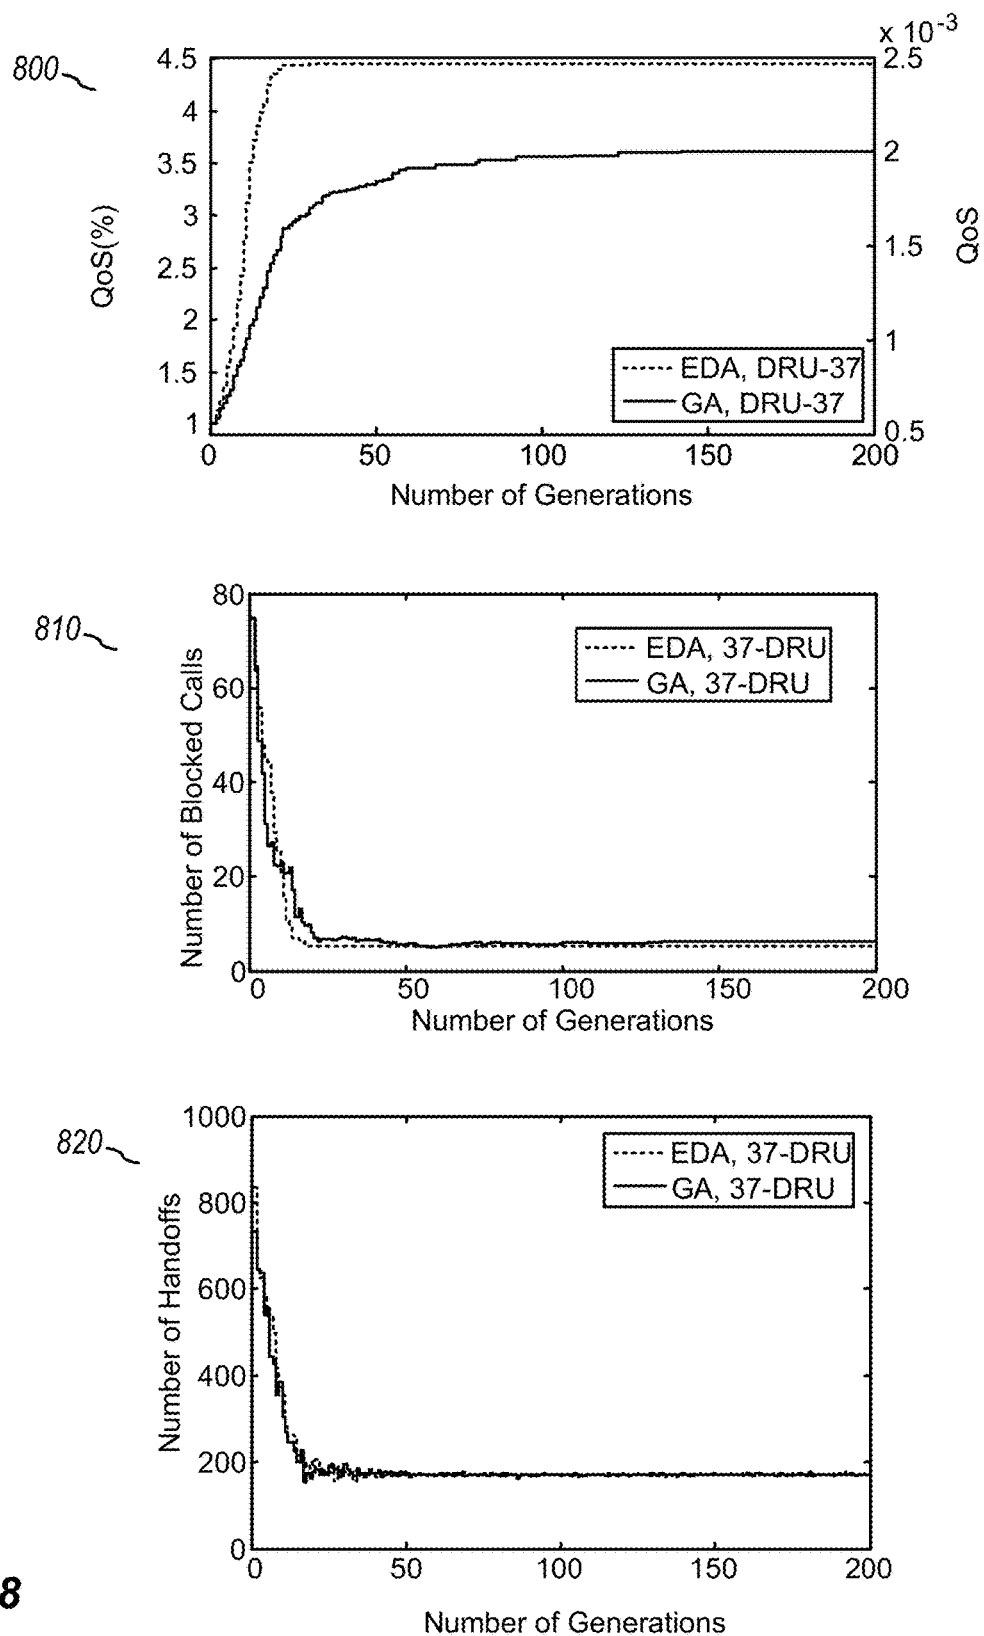 x 10-3
800
4.5
4
3.5
3
2.5
2
1.5
1
QoS(%)
2.5
2
1.5
1
0.5
QoS
EDA, DRU-37
GA, DRU-37
0 50 100 150 200
Number of Generations
810
80
60
40
20
0
Number of Blocked Calls
EDA, 37-DRU
GA, 37-DRU
0 50 100 150 200
Number of Generations
820
1000
800
600
400
200
0
Number of Handoffs
EDA, 37-DRU
GA, 37-DRU
0 50 100 150 200
Number of Generations
8